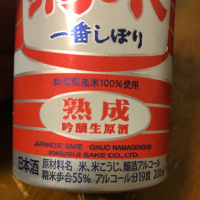 一番しぼり
新潟県産米100%使用
熟成
吟醸生原酒
JAPANESE SAKE GINJO NAMAGENSHU
KIKUSUI SAKE CO.,LTD.
日本酒
原材料名 米、米こうじ、醸造アルコール
精米歩合55% アルコール分19度 200ml